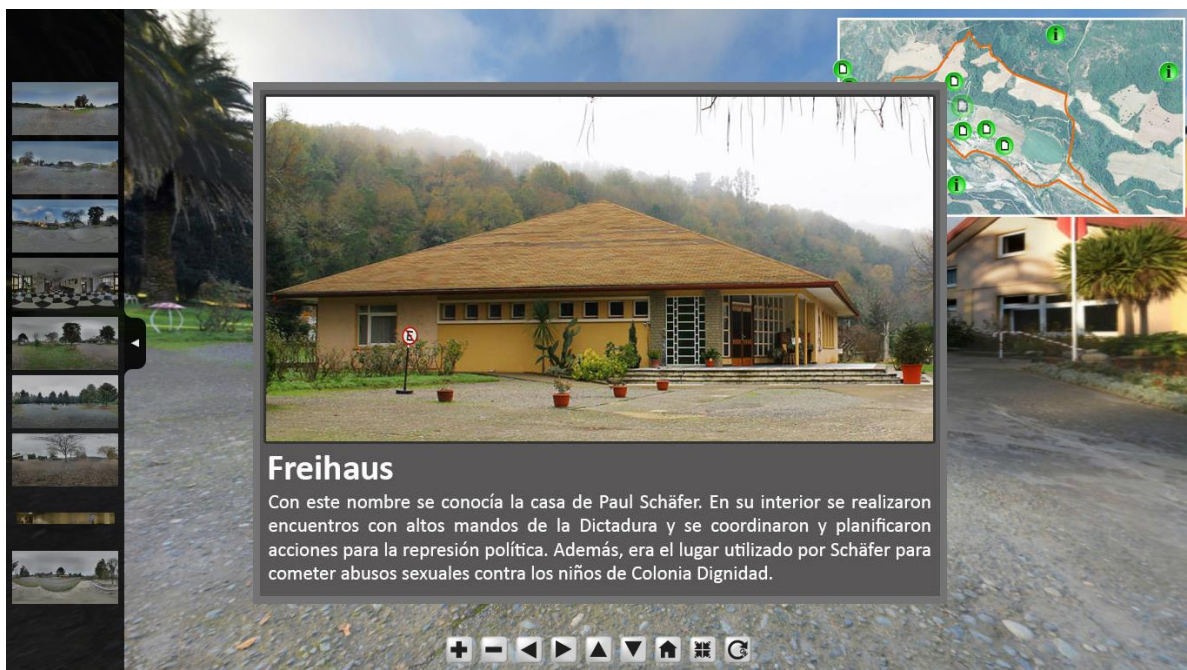 Freihaus
Con este nombre se conocía la casa de Paul Schäfer. En su interior se realizaron
encuentros con altos mandos de la Dictadura y se coordinaron y planificaron
acciones para la represión política. Además, era el lugar utilizado por Schäfer para
cometer abusos sexuales contra los niños de Colonia Dignidad.